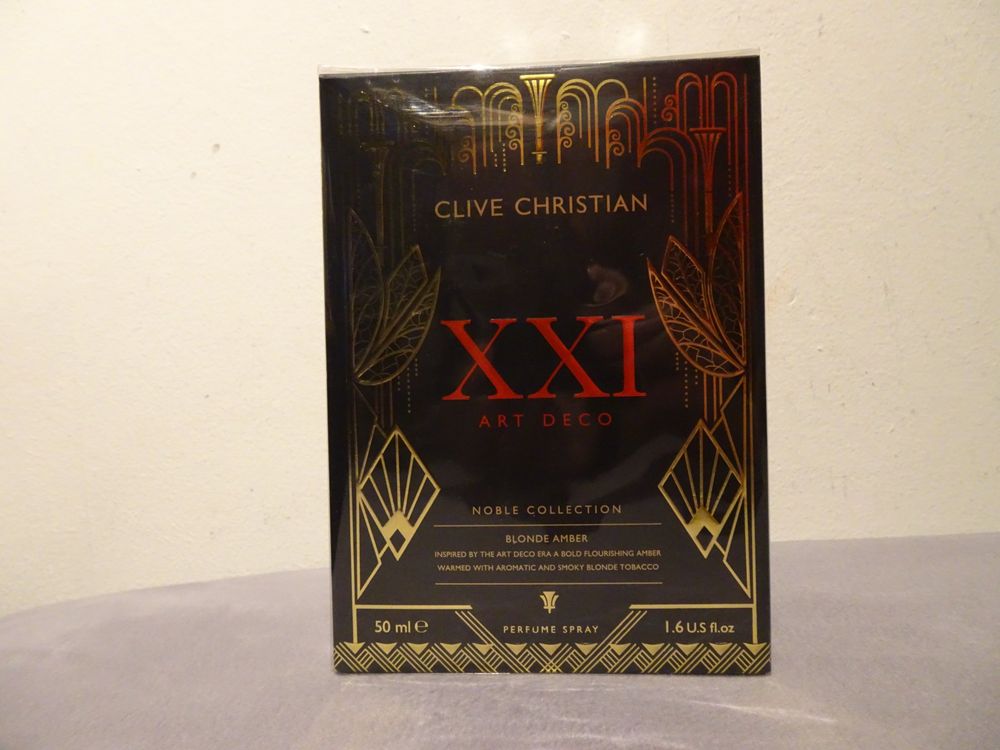 CLIVE CHRISTIAN
XXI
ART DECO
NOBLE COLLECTION
BLONDE AMBER
INSPIRED BY THE ART DECO ERA A BOLD FLOURISHING AMBER
WARMED WITH AROMATIC AND SMOKY BLONDE TOBACCO
50 ml ℮ PERFUME SPRAY 1.6 U.S fl.oz